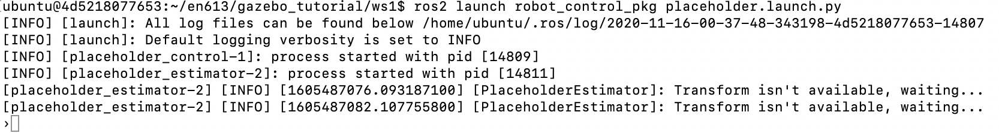 ubuntu@4d5218077653:~/en613/gazebo_tutorial/ws1$ ros2 launch robot_control_pkg placeholder.launch.py
[INFO] [launch]: All log files can be found below /home/ubuntu/.ros/log/2020-11-16-00-37-48-343198-4d5218077653-14807
[INFO] [launch]: Default logging verbosity is set to INFO
[INFO] [placeholder_control-1]: process started with pid [14809]
[INFO] [placeholder_estimator-2]: process started with pid [14811]
[placeholder_estimator-2] [INFO] [1605487076.093187100] [PlaceholderEstimator]: Transform isn't available, waiting...
[placeholder_estimator-2] [INFO] [1605487082.107755800] [PlaceholderEstimator]: Transform isn't available, waiting...
›